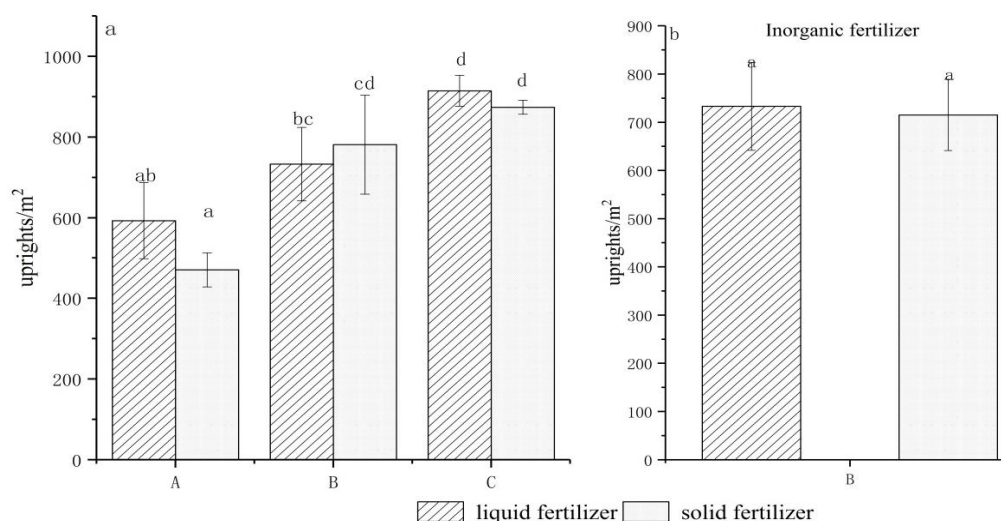 a
uprights/m²
1000
800
600
400
200
0
ab
a
bc
cd
d
d
A
B
C
b
Inorganic fertilizer
uprights/m²
900
800
700
600
500
400
300
200
100
0
a
a
B
liquid fertilizer
solid fertilizer